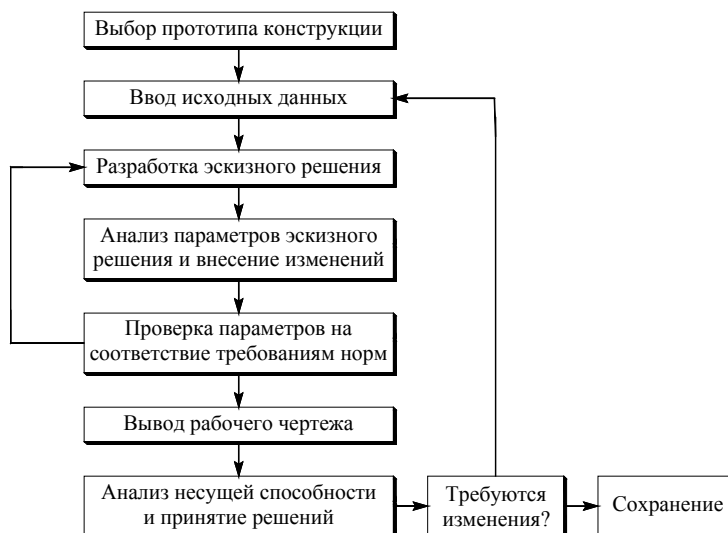 Выбор прототипа конструкции
Ввод исходных данных
Разработка эскизного решения
Анализ параметров эскизного
решения и внесение изменений
Проверка параметров на
соответствие требованиям норм
Вывод рабочего чертежа
Анализ несущей способности
и принятие решений
Требуются
изменения?
Сохранение